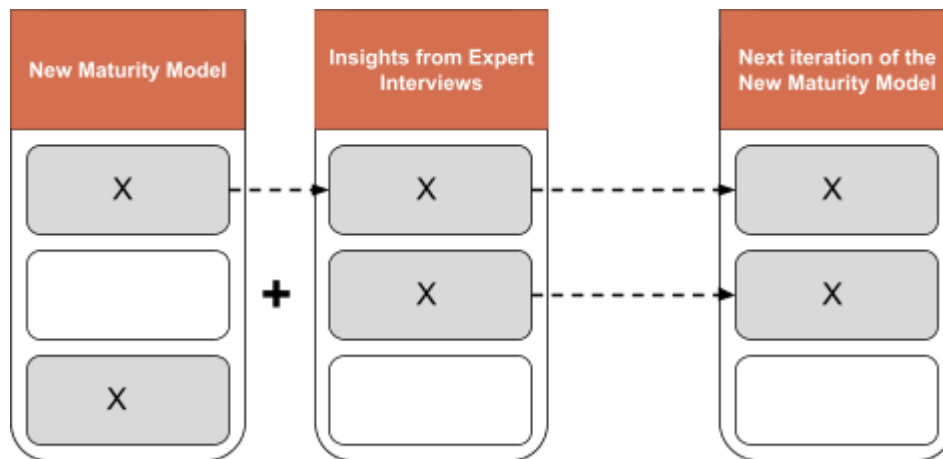 New Maturity Model
Insights from Expert
Interviews
Next iteration of the
New Maturity Model
X
X
X
+
X
X
X